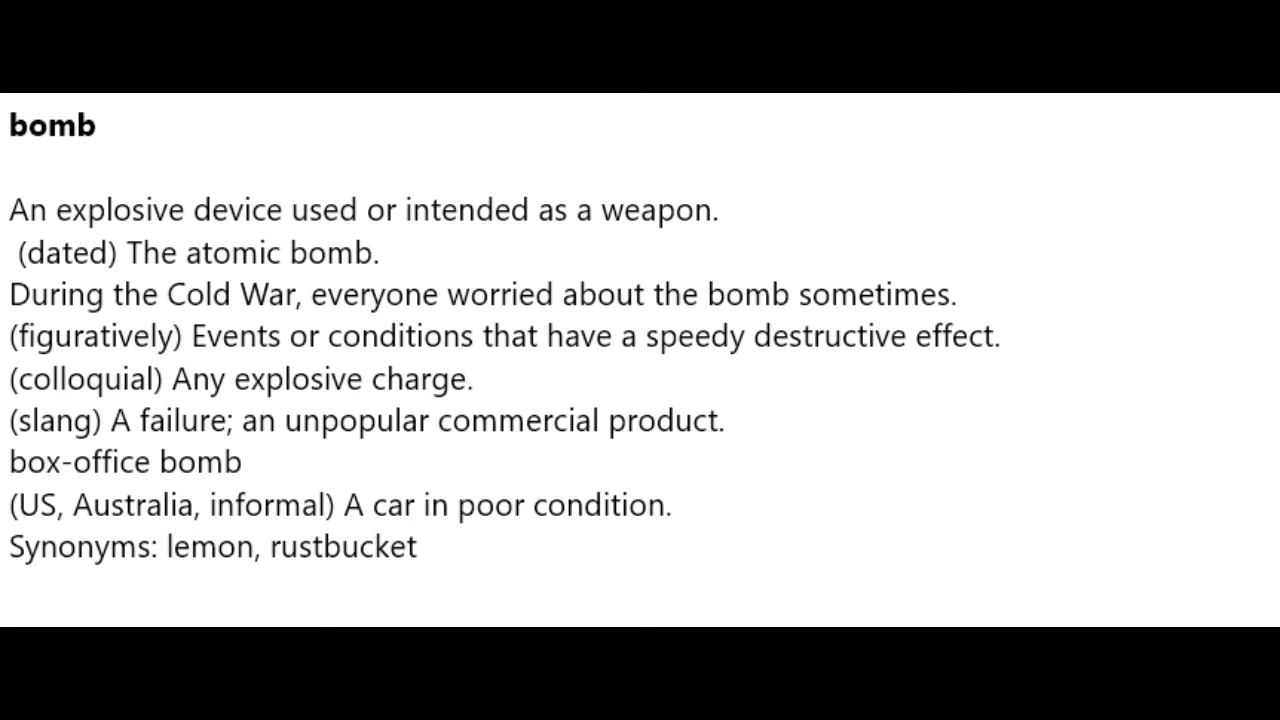 bomb
An explosive device used or intended as a weapon.
(dated) The atomic bomb.
During the Cold War, everyone worried about the bomb sometimes.
(figuratively) Events or conditions that have a speedy destructive effect.
(colloquial) Any explosive charge.
(slang) A failure; an unpopular commercial product.
box-office bomb
(US, Australia, informal) A car in poor condition.
Synonyms: lemon, rustbucket